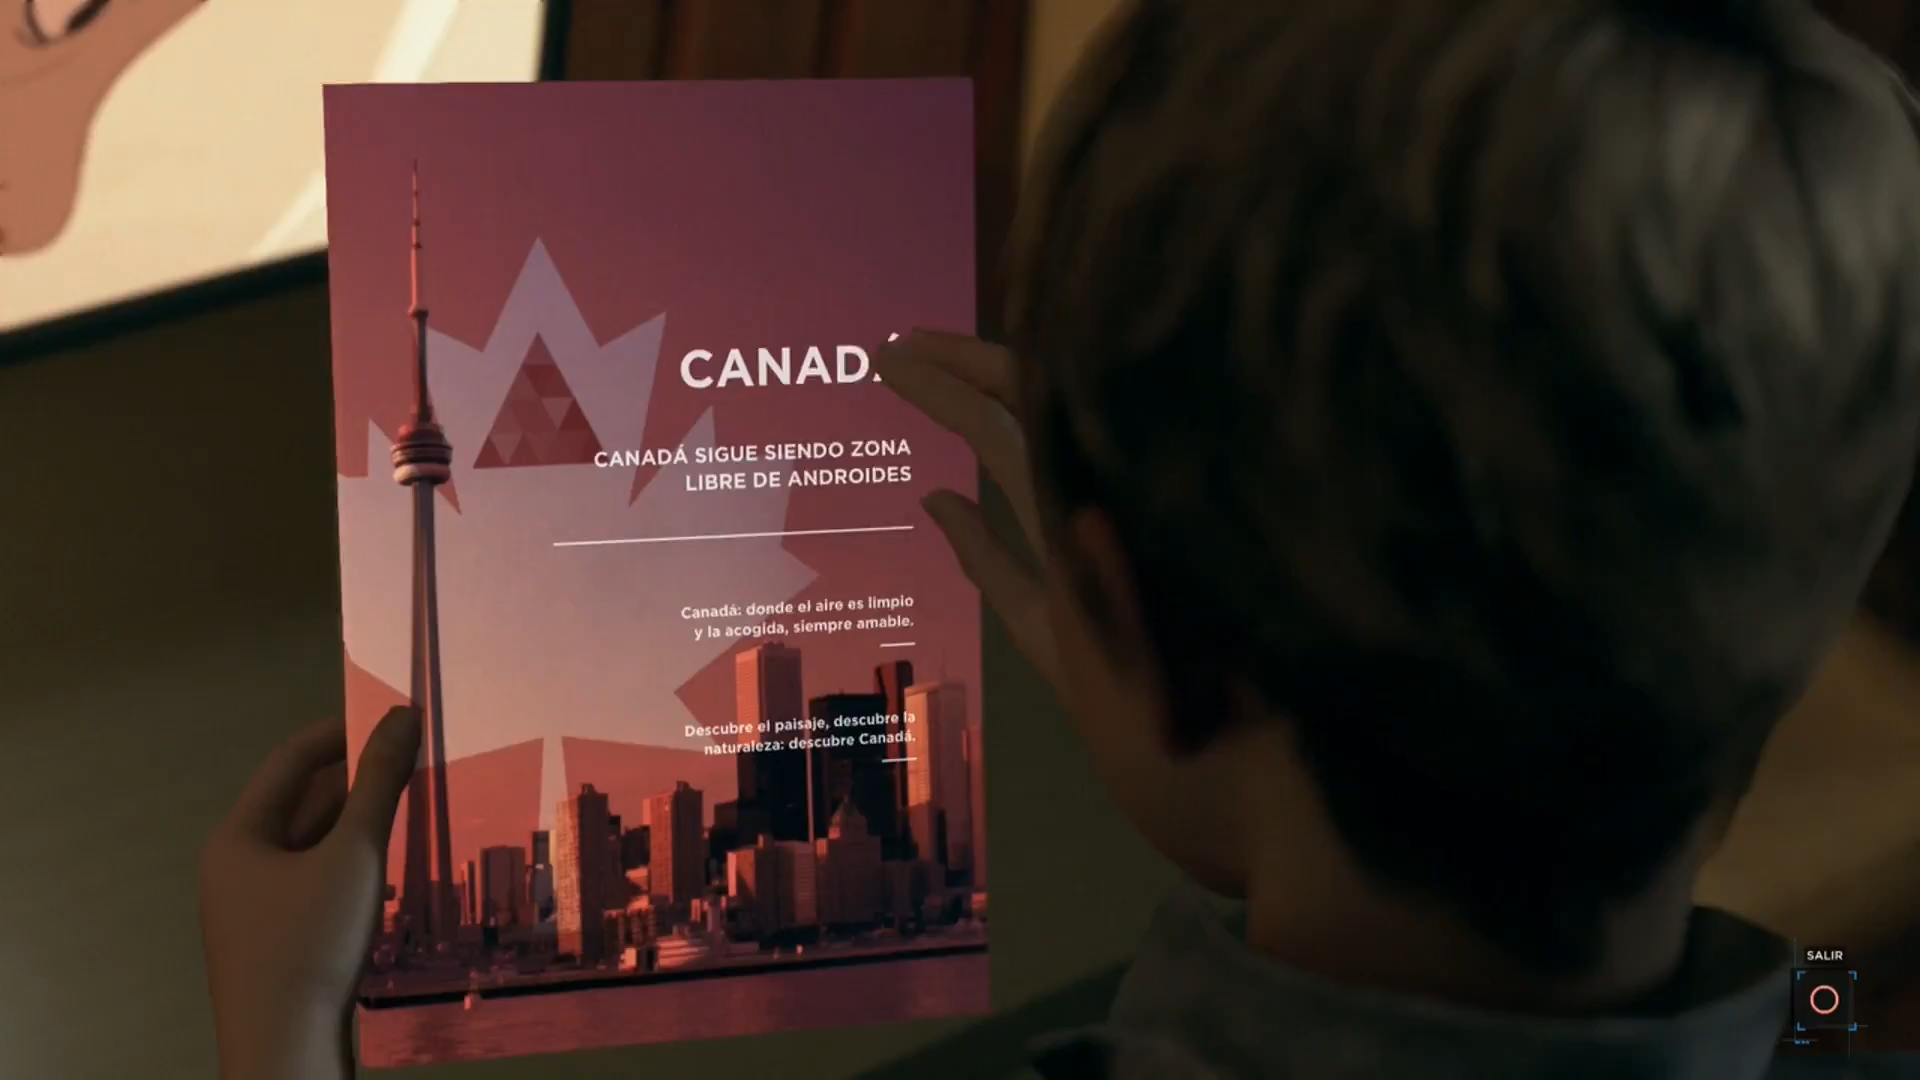 CANADÁ
CANADÁ SIGUE SIENDO ZONA
LIBRE DE ANDROIDES
Canadá: donde el aire es limpio
y la acogida, siempre amable.
Descubre el paisaje, descubre la
naturaleza: descubre Canadá.
SALIR